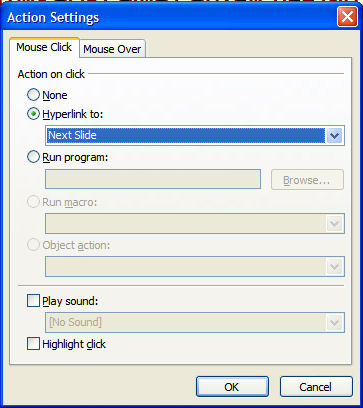 Action Settings
Mouse Click
Mouse Over
Action on click
None
Hyperlink to:
Next Slide
Run program:
Browse...
Run macro:
Object action:
Play sound:
[No Sound]
Highlight click
OK
Cancel